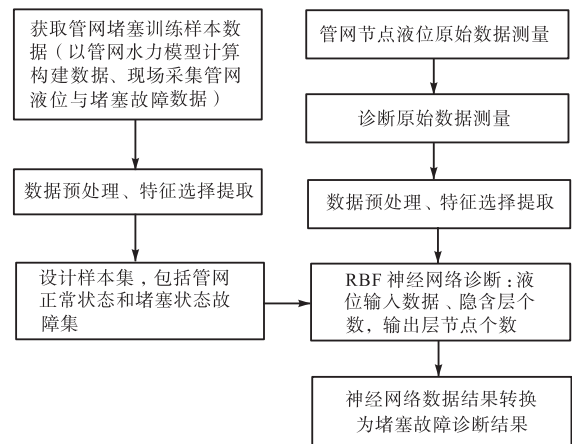 获取管网堵塞训练样本
数据（以管网水力模型计算
构建数据、现场采集管网
液位与堵塞故障数据）
数据预处理、特征选择提取
设计样本集，包括管网
正常状态和堵塞状态故
障集
管网节点液位原始数据测量
诊断原始数据测量
数据预处理、特征选择提取
RBF 神经网络诊断：液
位输入数据、隐含层个
数，输出层节点个数
神经网络数据结果转换
为堵塞故障诊断结果